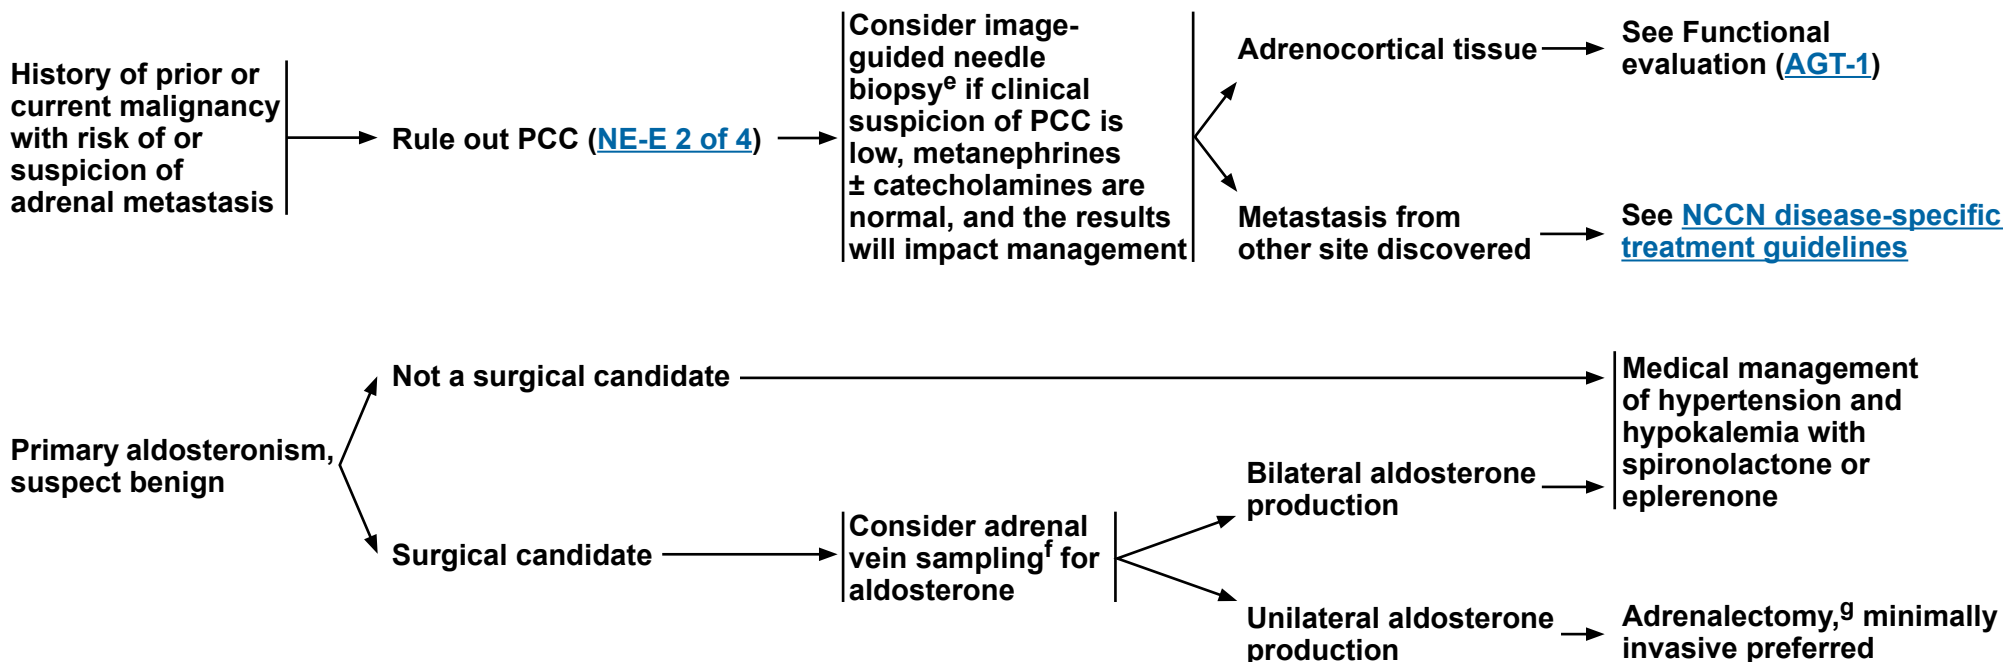 History of prior or
current malignancy
with risk of or
suspicion of
adrenal metastasis
Rule out PCC (NE-E 2 of 4)
Consider image-
guided needle
biopsye if clinical
suspicion of PCC is
low, metanephrines
± catecholamines are
normal, and the results
will impact management
Adrenocortical tissue
See Functional
evaluation (AGT-1)
Metastasis from
other site discovered
See NCCN disease-specific
treatment guidelines
Primary aldosteronism,
suspect benign
Not a surgical candidate
Medical management
of hypertension and
hypokalemia with
spironolactone or
eplerenone
Surgical candidate
Consider adrenal
vein samplingf for
aldosterone
Bilateral aldosterone
production
Unilateral aldosterone
production
Adrenalectomy,g minimally
invasive preferred